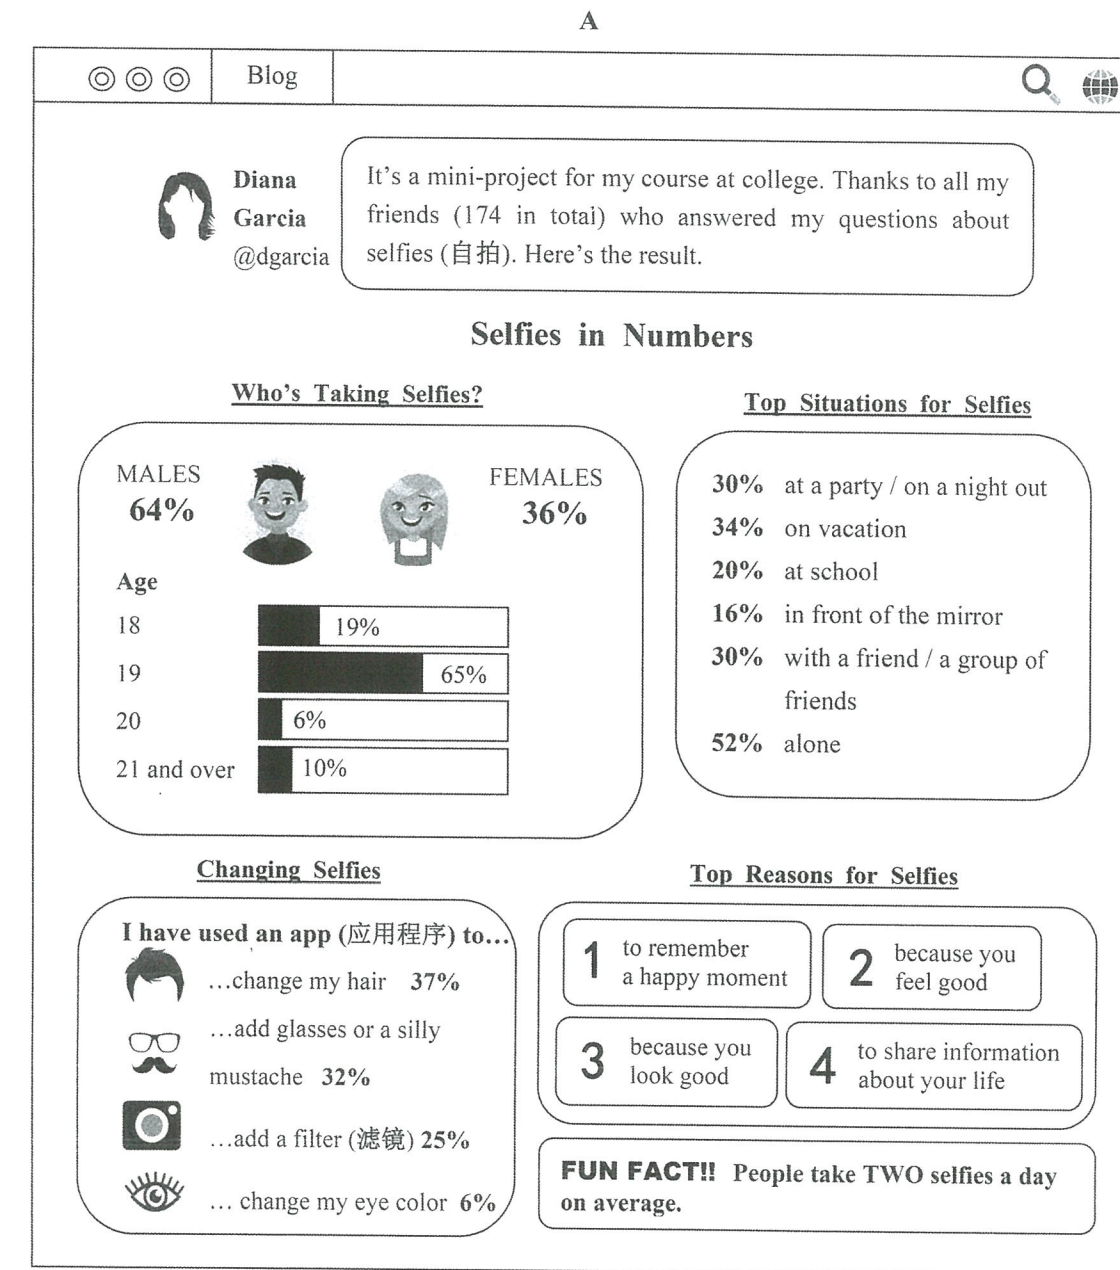 A
Blog
Diana
Garcia
@dgarcia
It's a mini-project for my course at college. Thanks to all my
friends (174 in total) who answered my questions about
selfies (自拍). Here's the result.
Selfies in Numbers
Who's Taking Selfies?
MALES
64%
FEMALES
36%
Age
18 19%
19 65%
20 6%
21 and over 10%
Top Situations for Selfies
30% at a party / on a night out
34% on vacation
20% at school
16% in front of the mirror
30% with a friend / a group of
friends
52% alone
Changing Selfies
I have used an app (应用程序) to…
…change my hair 37%
…add glasses or a silly
mustache 32%
…add a filter (滤镜) 25%
… change my eye color 6%
Top Reasons for Selfies
1 to remember
a happy moment
2 because you
feel good
3 because you
look good
4 to share information
about your life
FUN FACT!! People take TWO selfies a day
on average.